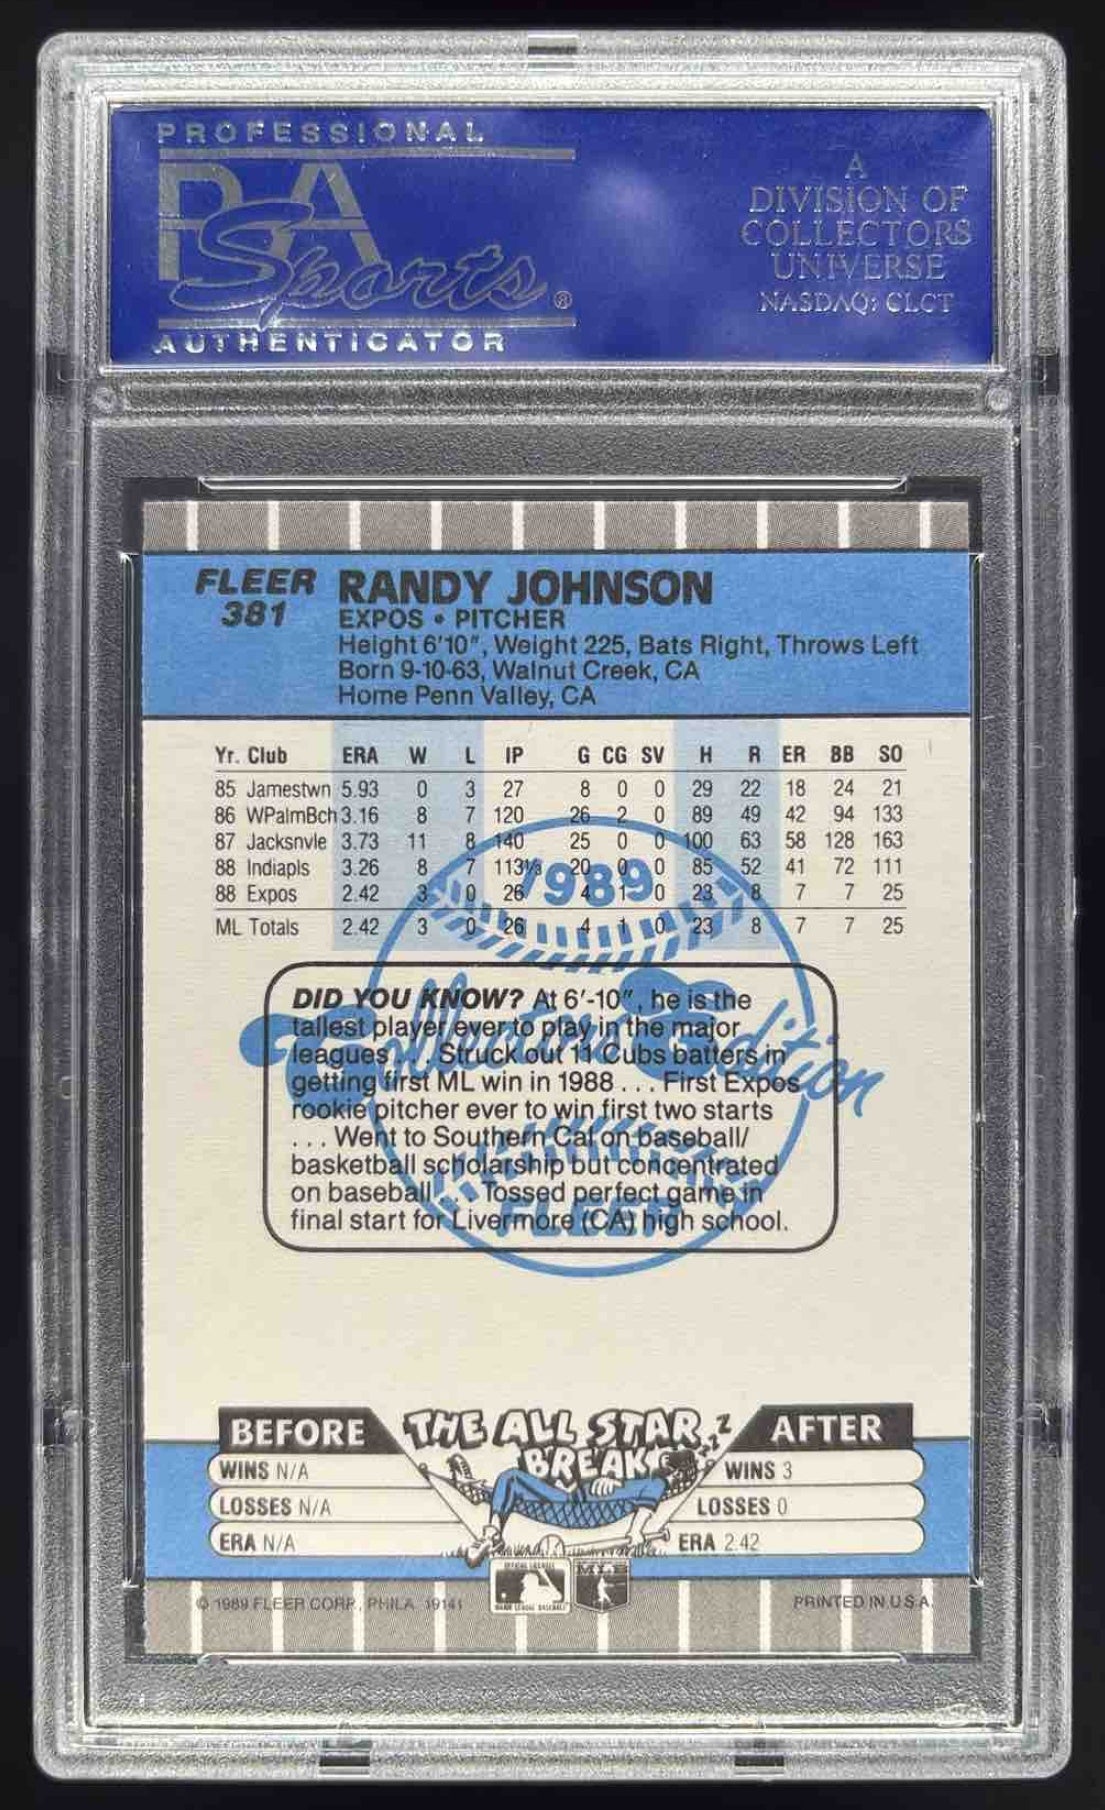 PROFESSIONAL
PSA
Sports®
AUTHENTICATOR
A
DIVISION OF
COLLECTORS
UNIVERSE
NASDAQ: CLCT
FLEER
381
RANDY JOHNSON
EXPOS • PITCHER
Height 6'10", Weight 225, Bats Right, Throws Left
Born 9-10-63, Walnut Creek, CA
Home Penn Valley, CA
Yr. Club ERA W L IP G CG SV H R ER BB SO
85 Jamestwn 5.93 0 3 27 8 0 0 29 22 18 24 21
86 WPalmBch 3.16 8 7 120 26 2 0 89 49 42 94 133
87 Jacksnvle 3.73 11 8 140 25 0 0 100 63 58 128 163
88 Indiapls 3.26 8 7 113⅓ 20 0 0 85 52 41 72 111
88 Expos 2.42 3 0 26 4 1 0 23 8 7 7 25
ML Totals 2.42 3 0 26 4 1 0 23 8 7 7 25
1989
Collectors Edition
FLEER
DID YOU KNOW? At 6'-10", he is the
tallest player ever to play in the major
leagues . . . Struck out 11 Cubs batters in
getting first ML win in 1988 . . . First Expos
rookie pitcher ever to win first two starts
. . . Went to Southern Cal on baseball/
basketball scholarship but concentrated
on baseball . . . Tossed perfect game in
final start for Livermore (CA) high school.
BEFORE THE ALL STAR BREAK AFTER
ZZZZ
WINS N/A WINS 3
LOSSES N/A LOSSES 0
ERA N/A ERA 2.42
MLB
© 1989 FLEER CORP., PHILA. 19141 PRINTED IN U.S.A.